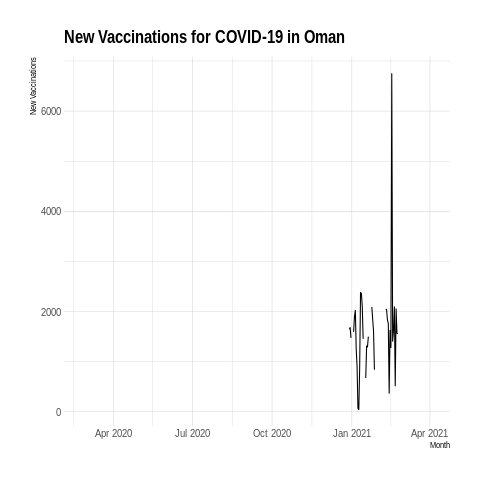 New Vaccinations for COVID-19 in Oman
New Vaccinations
6000
4000
2000
0
Apr 2020 Jul 2020 Oct 2020 Jan 2021 Apr 2021
Month